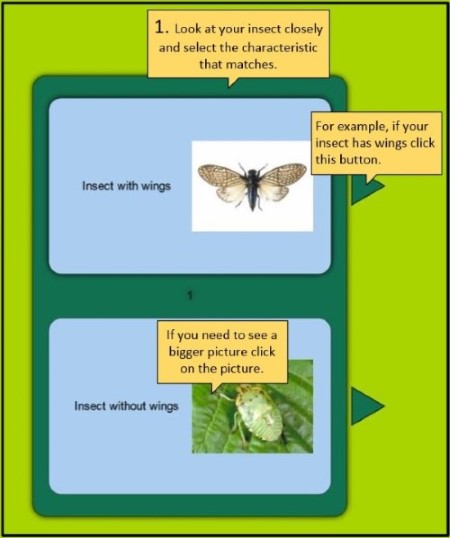 1. Look at your insect closely
and select the characteristic
that matches.
For example, if your
insect has wings click
this button.
Insect with wings
1
If you need to see a
bigger picture click
on the picture.
Insect without wings